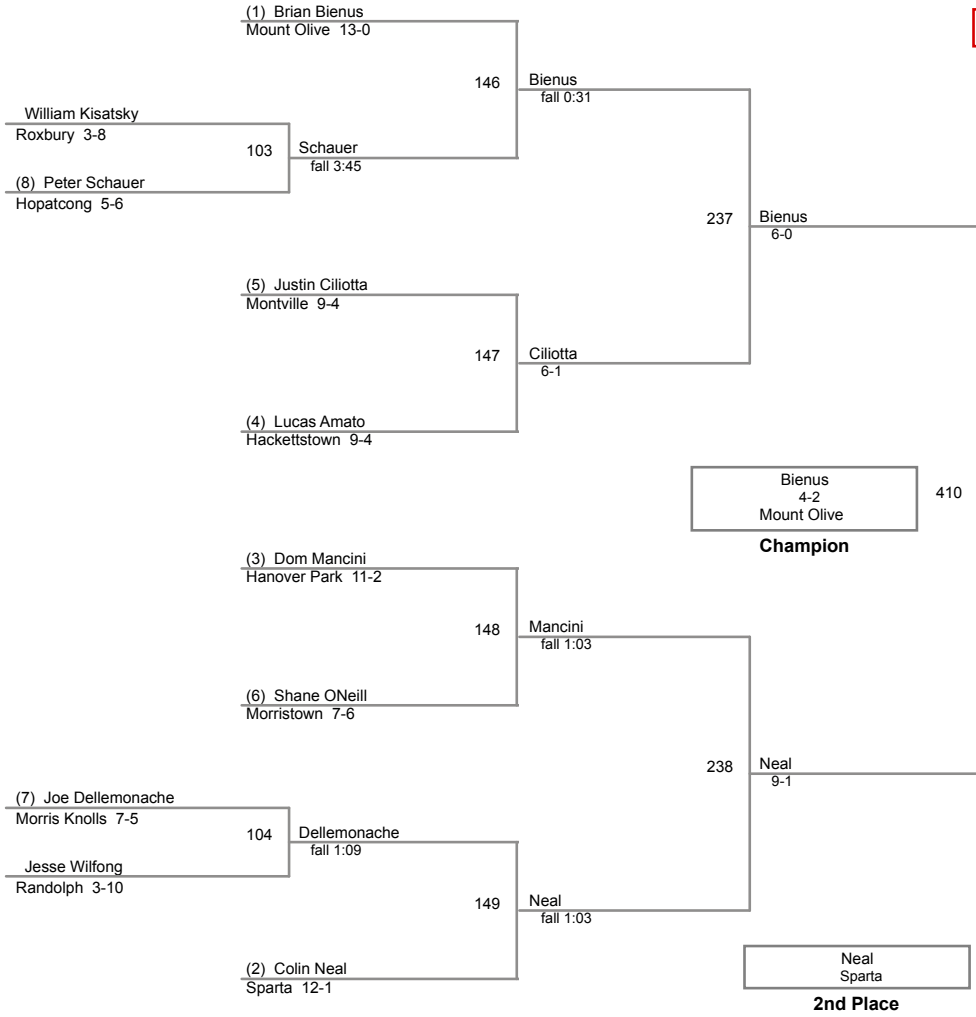 (1) Brian Bienus
Mount Olive 13-0
146
Bienus
fall 0:31
William Kisatsky
Roxbury 3-8
103
Schauer
fall 3:45
(8) Peter Schauer
Hopatcong 5-6
237
Bienus
6-0
(5) Justin Ciliotta
Montville 9-4
147
Ciliotta
6-1
(4) Lucas Amato
Hackettstown 9-4
Bienus
4-2
Mount Olive
410
Champion
(3) Dom Mancini
Hanover Park 11-2
148
Mancini
fall 1:03
(6) Shane ONeill
Morristown 7-6
238
Neal
9-1
(7) Joe Dellemonache
Morris Knolls 7-5
104
Dellemonache
fall 1:09
Jesse Wilfong
Randolph 3-10
149
Neal
fall 1:03
(2) Colin Neal
Sparta 12-1
Neal
Sparta
2nd Place